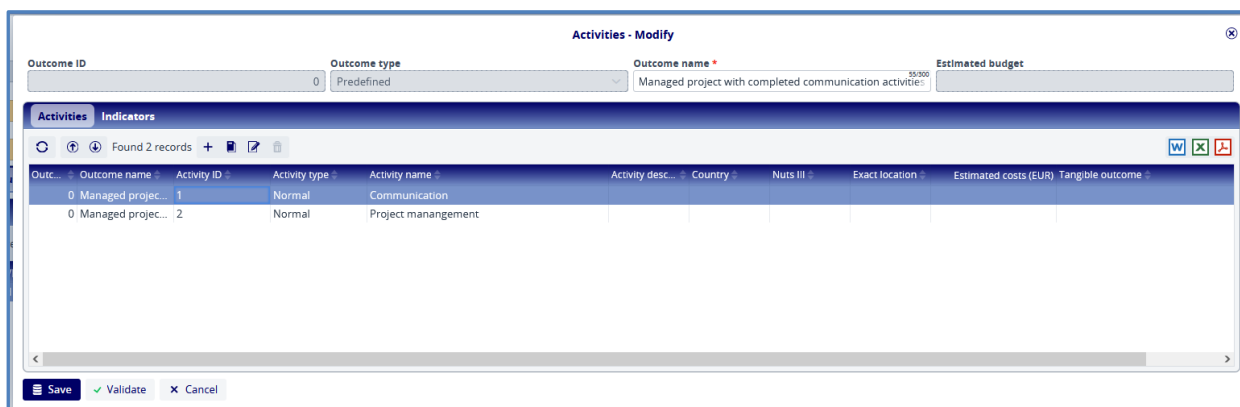 Activities - Modify
Outcome ID Outcome type Outcome name * Estimated budget
0 Predefined Managed project with completed communication activities 55/300
Activities Indicators
Found 2 records W X
Outc... Outcome name Activity ID Activity type Activity name Activity desc... Country Nuts III Exact location Estimated costs (EUR) Tangible outcome
0 Managed projec... 1 Normal Communication
0 Managed projec... 2 Normal Project manangement
Save Validate Cancel